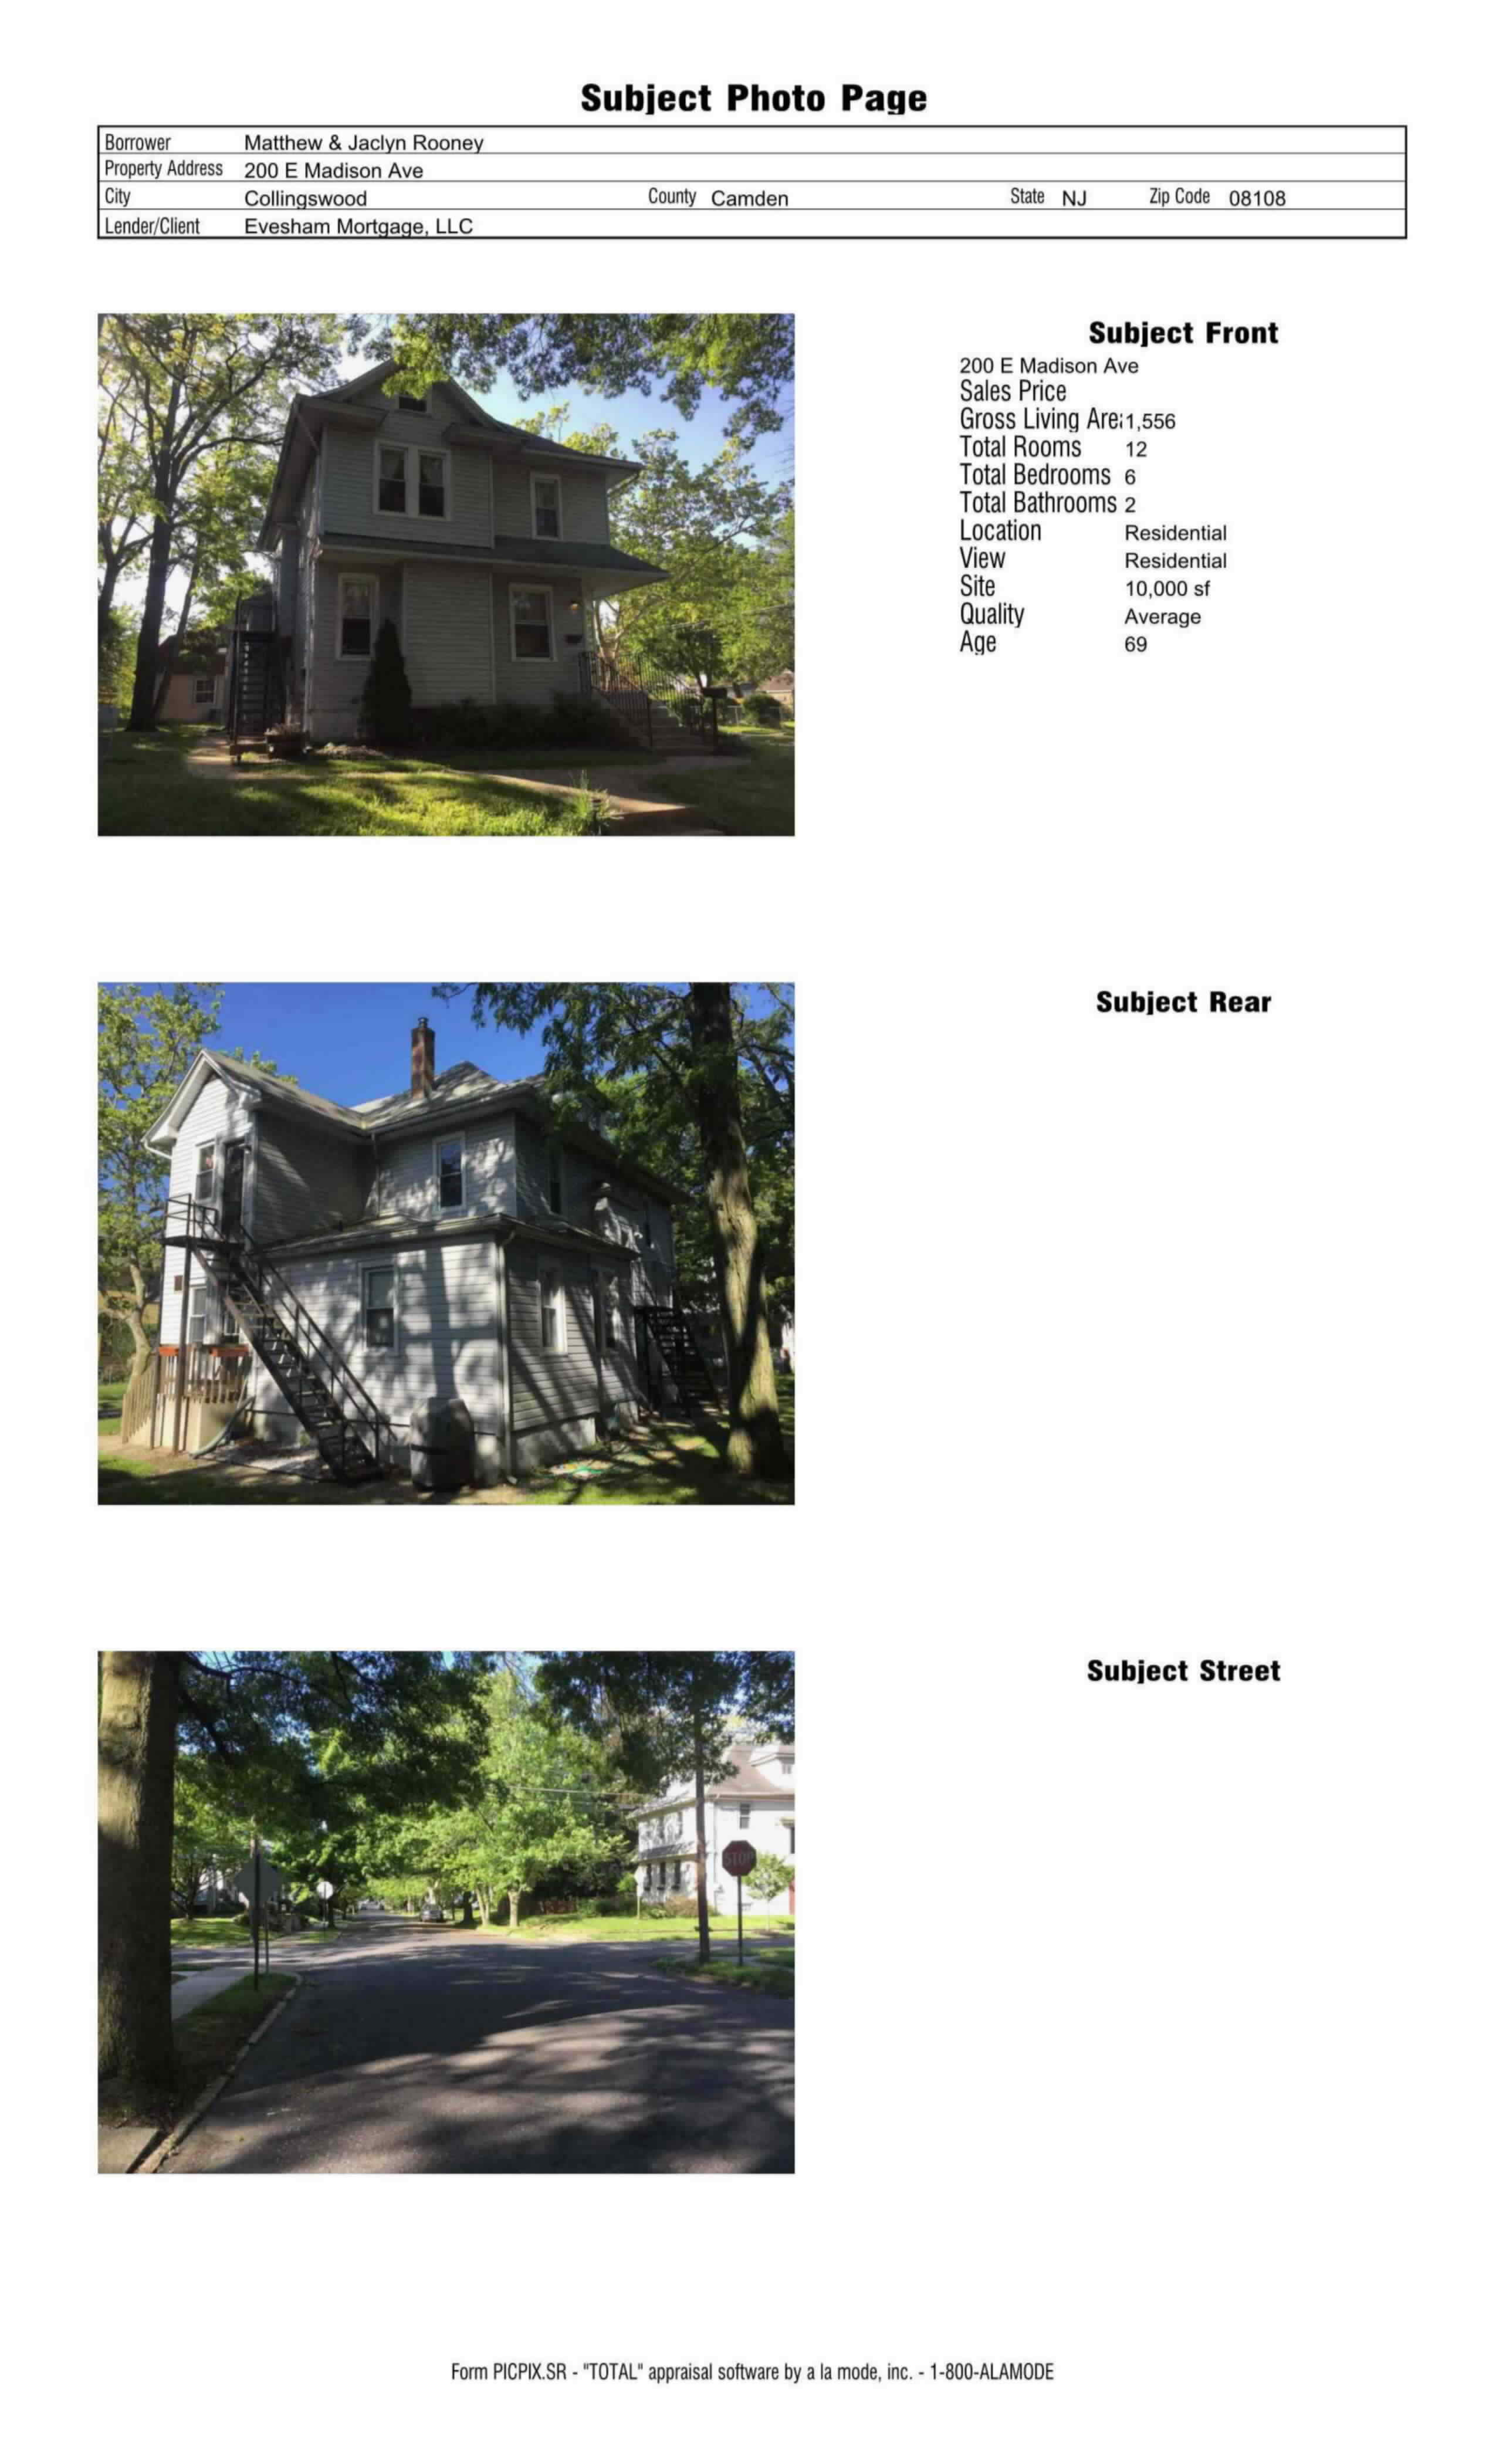 Subject Photo Page
Borrower Matthew & Jaclyn Rooney
Property Address 200 E Madison Ave
City Collingswood County Camden State NJ Zip Code 08108
Lender/Client Evesham Mortgage, LLC
Subject Front
200 E Madison Ave
Sales Price
Gross Living Area 1,556
Total Rooms 12
Total Bedrooms 6
Total Bathrooms 2
Location Residential
View Residential
Site 10,000 sf
Quality Average
Age 69
Subject Rear
Subject Street
STOP
Form PICPIX.SR - "TOTAL" appraisal software by a la mode, inc. - 1-800-ALAMODE